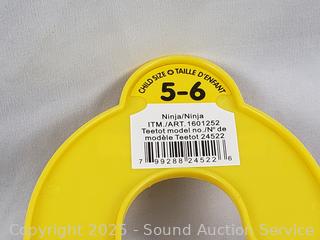 CHILD SIZE • TAILLE D'ENFANT
5-6
Ninja/Ninja
ITM./ART. 1601252
Teetot model no./N° de
modèle Teetot 24522
7 99288 24522 6
Copyright 2025 - Sound Auction Service